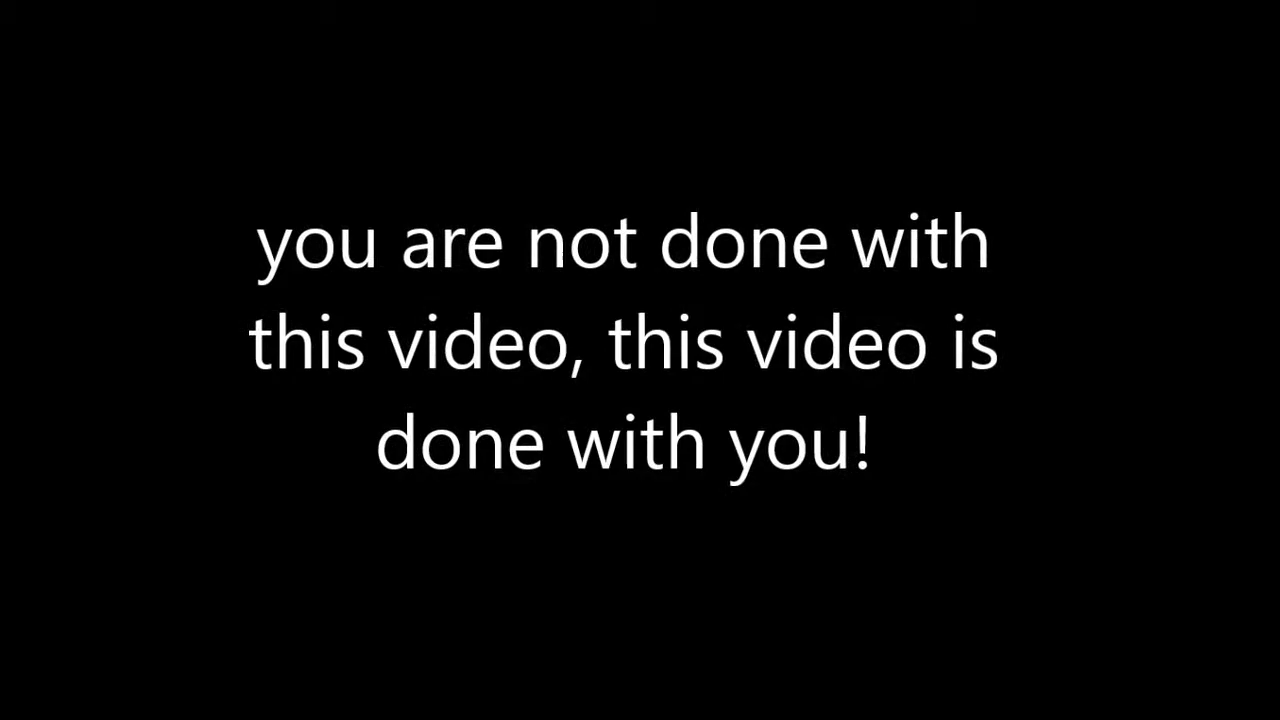 you are not done with
this video, this video is
done with you!